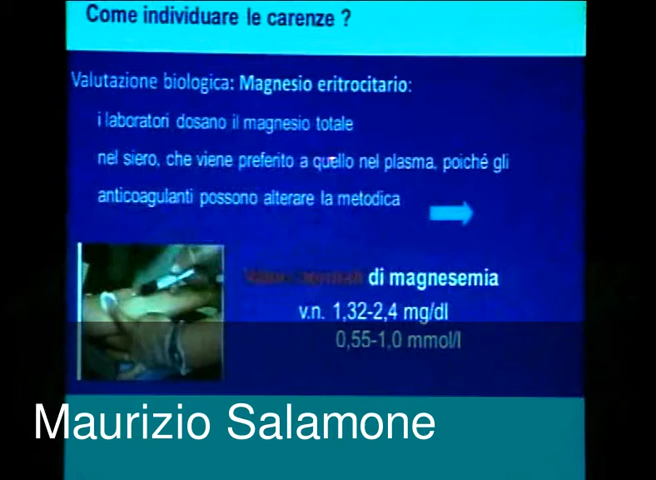 Come individuare le carenze ?
Valutazione biologica: Magnesio eritrocitario:
i laboratori dosano il magnesio totale
nel siero, che viene preferito a quello nel plasma, poiché gli
anticoagulanti possono alterare la metodica
di magnesemia
v.n. 1,32-2,4 mg/dl
0,55-1,0 mmol/l
Maurizio Salamone